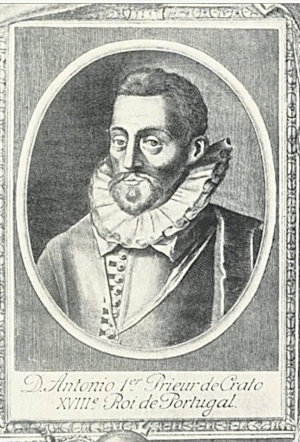 D. Antonio 1er Prieur de Crato
XVIIIe Roi de Portugal.